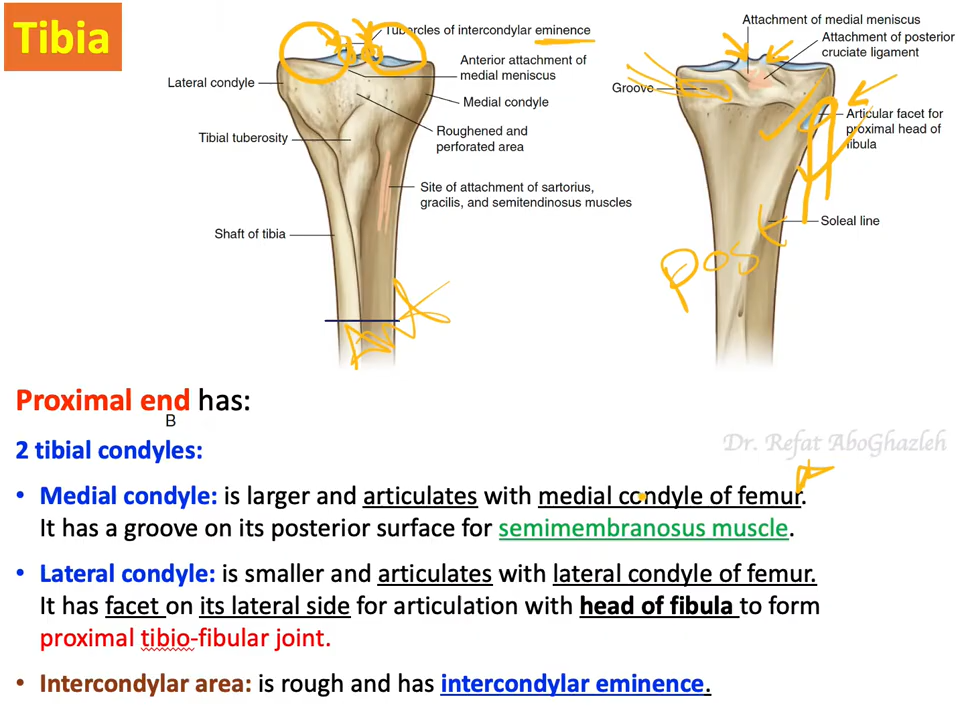 Tibia
Tubercles of intercondylar eminence
Anterior attachment of
medial meniscus
Lateral condyle
Medial condyle
Tibial tuberosity
Roughened and
perforated area
Site of attachment of sartorius,
gracilis, and semitendinosus muscles
Shaft of tibia
Ant
Attachment of medial meniscus
Attachment of posterior
cruciate ligament
Groove
Articular facet for
proximal head of
fibula
Soleal line
Post
Proximal end has:
B
2 tibial condyles:
Dr. Refat AboGhazleh
• Medial condyle: is larger and articulates with medial condyle of femur.
It has a groove on its posterior surface for semimembranosus muscle.
• Lateral condyle: is smaller and articulates with lateral condyle of femur.
It has facet on its lateral side for articulation with head of fibula to form
proximal tibio-fibular joint.
• Intercondylar area: is rough and has intercondylar eminence.